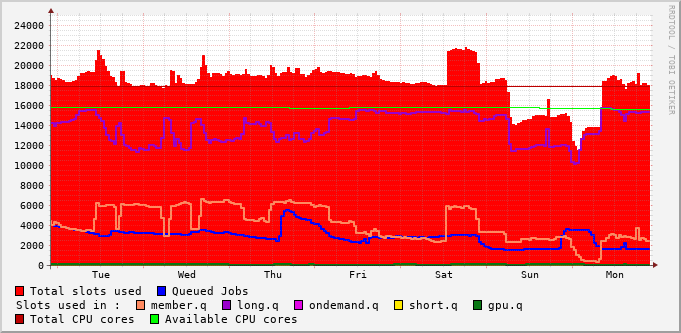 24000
22000
20000
18000
16000
14000
12000
10000
8000
6000
4000
2000
0
Tue Wed Thu Fri Sat Sun Mon
Total slots used Queued Jobs
Slots used in : member.q long.q ondemand.q short.q gpu.q
Total CPU cores Available CPU cores
RRDTOOL / TOBI OETIKER